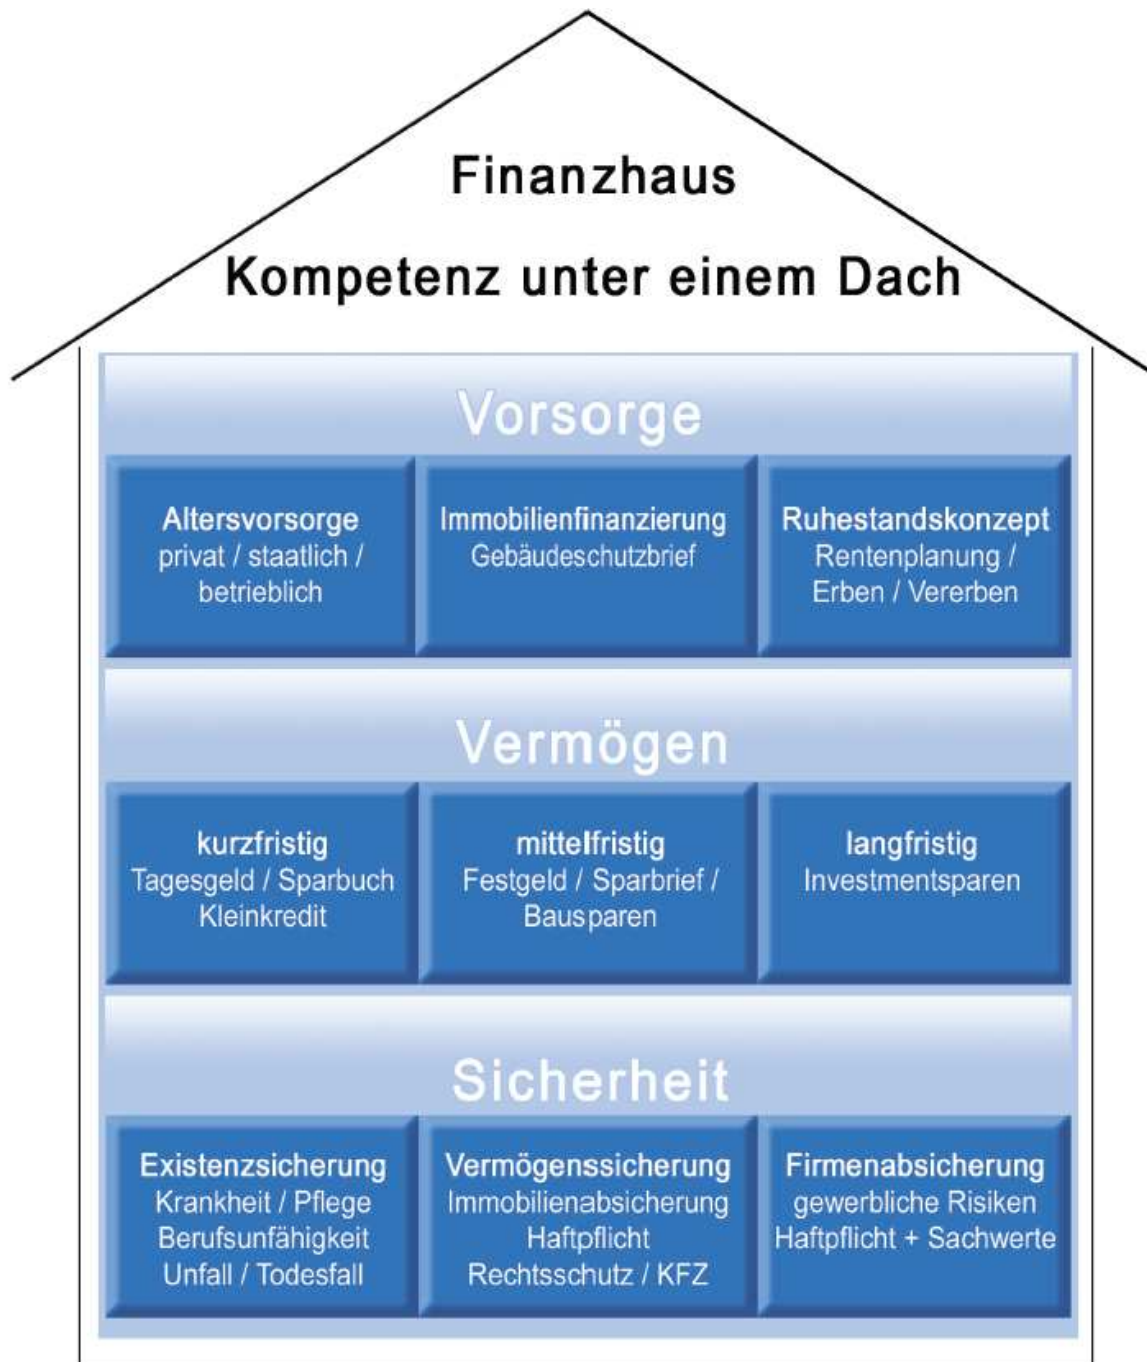 Finanzhaus
Kompetenz unter einem Dach
Vorsorge
Altersvorsorge
privat / staatlich /
betrieblich
Immobilienfinanzierung
Gebäudeschutzbrief
Ruhestandskonzept
Rentenplanung /
Erben / Vererben
Vermögen
kurzfristig
Tagesgeld / Sparbuch
Kleinkredit
mittelfristig
Festgeld / Sparbrief /
Bausparen
langfristig
Investmentsparen
Sicherheit
Existenzsicherung
Krankheit / Pflege
Berufsunfähigkeit
Unfall / Todesfall
Vermögenssicherung
Immobilienabsicherung
Haftpflicht
Rechtsschutz / KFZ
Firmenabsicherung
gewerbliche Risiken
Haftpflicht + Sachwerte